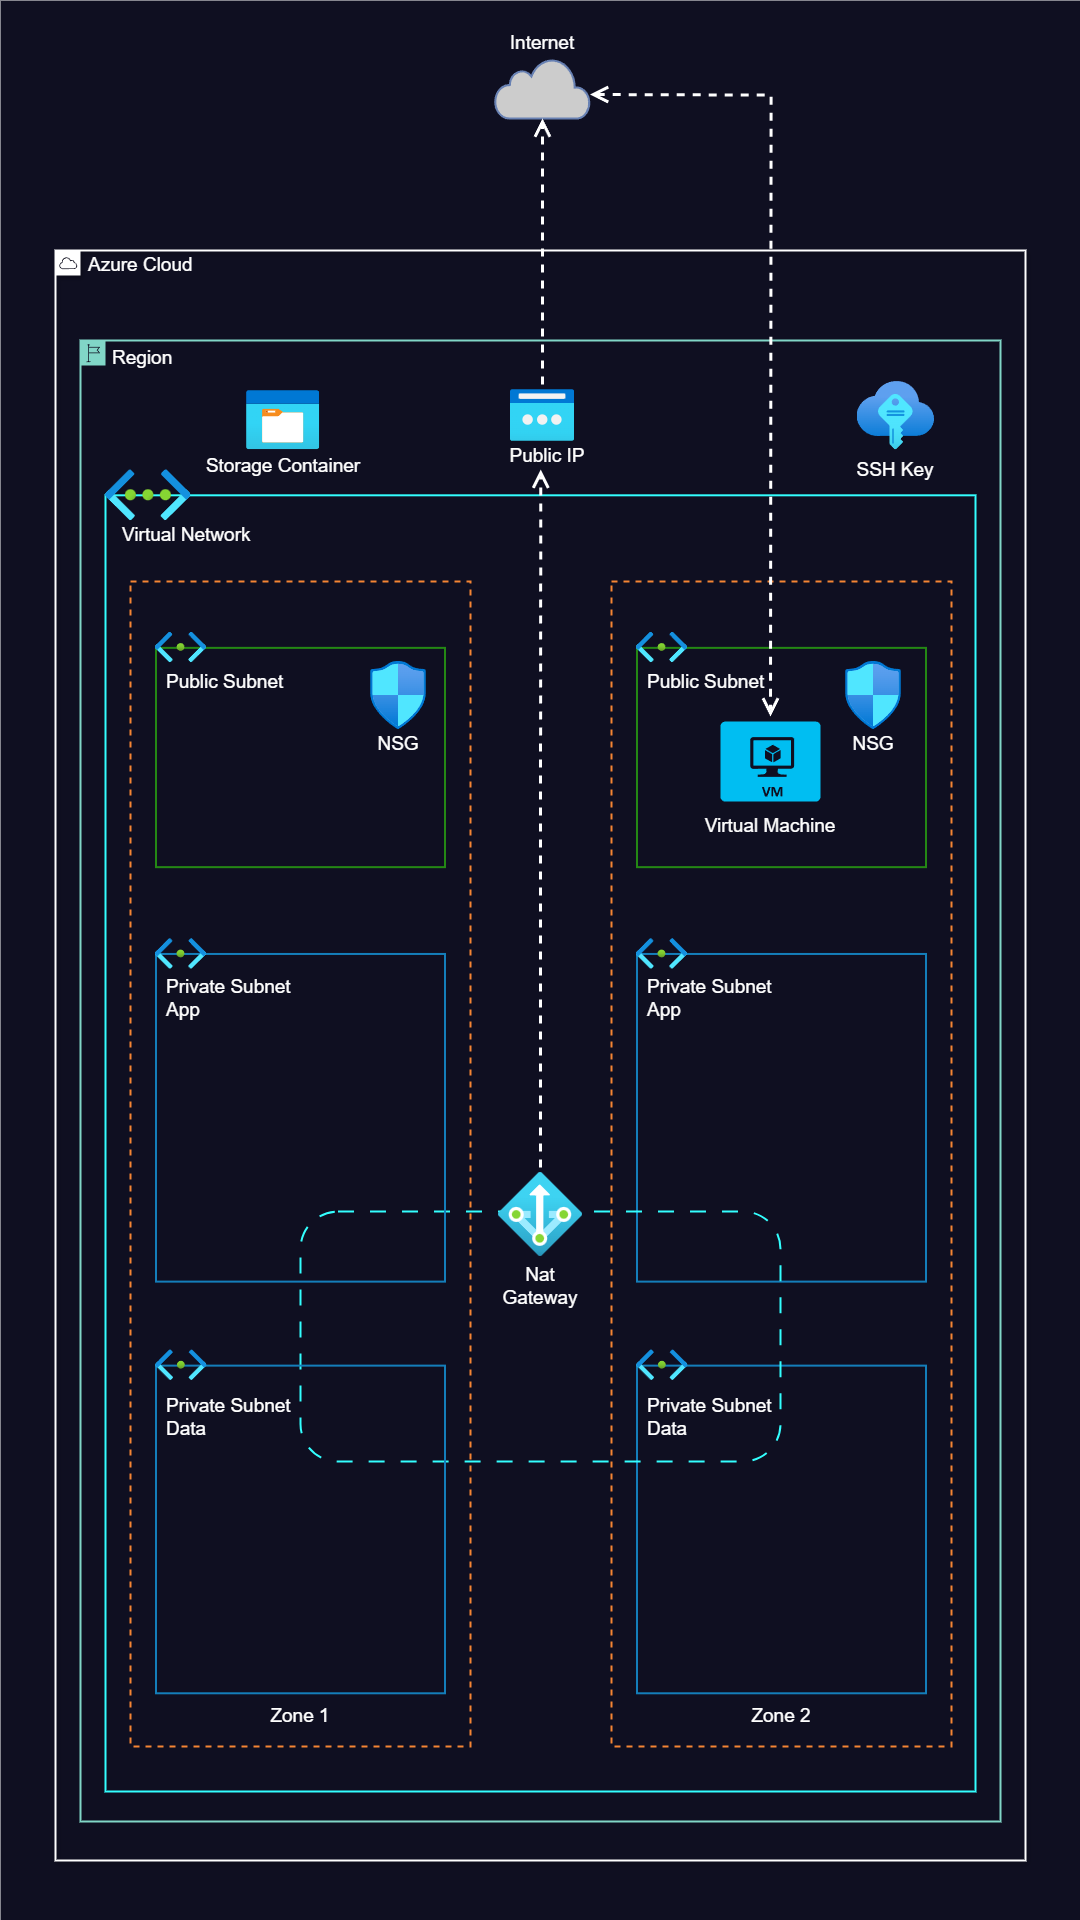 Internet
Azure Cloud
Region
Storage Container
Public IP
SSH Key
Virtual Network
Public Subnet
NSG
Public Subnet
NSG
VM
Virtual Machine
Private Subnet
App
Private Subnet
App
Nat
Gateway
Private Subnet
Data
Private Subnet
Data
Zone 1
Zone 2